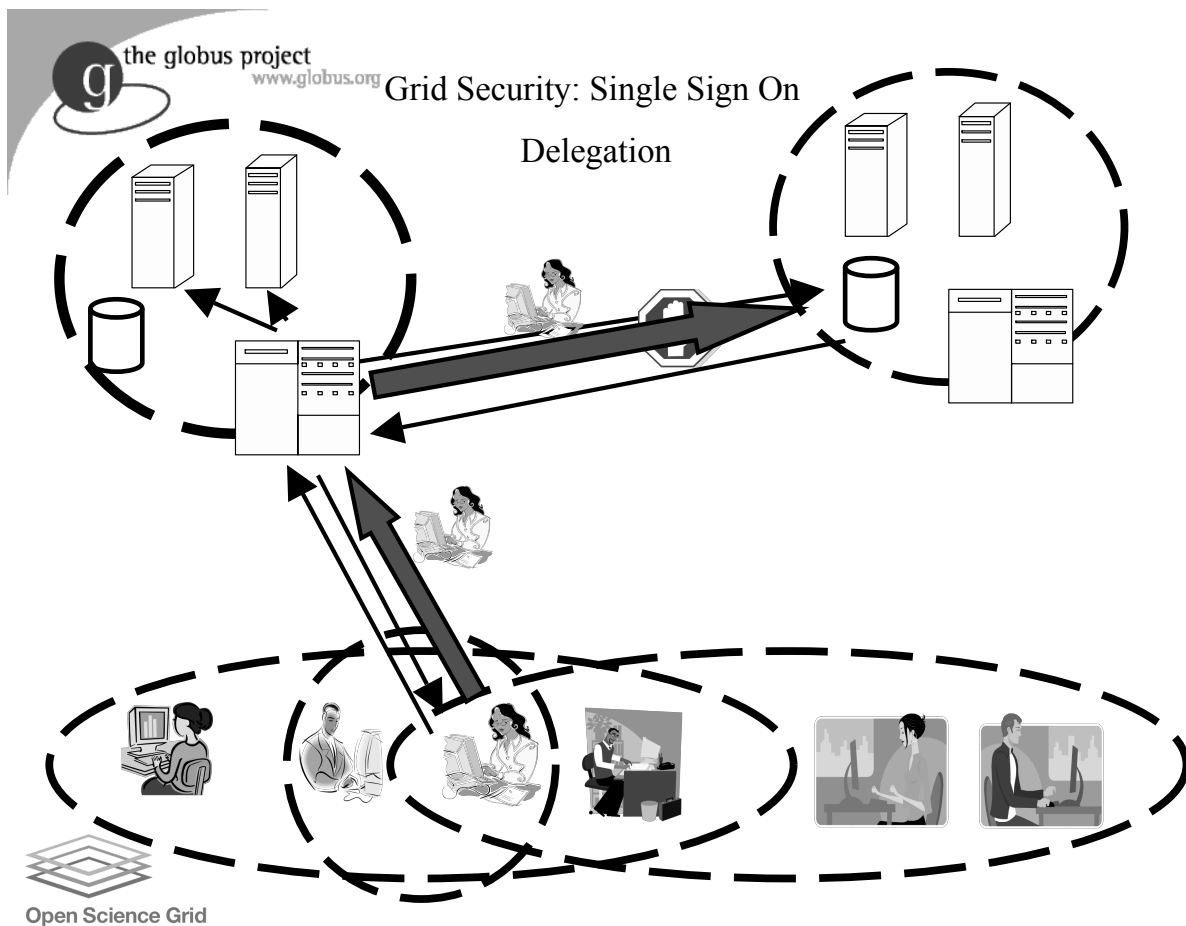 the globus project
www.globus.org
Grid Security: Single Sign On
Delegation
Open Science Grid